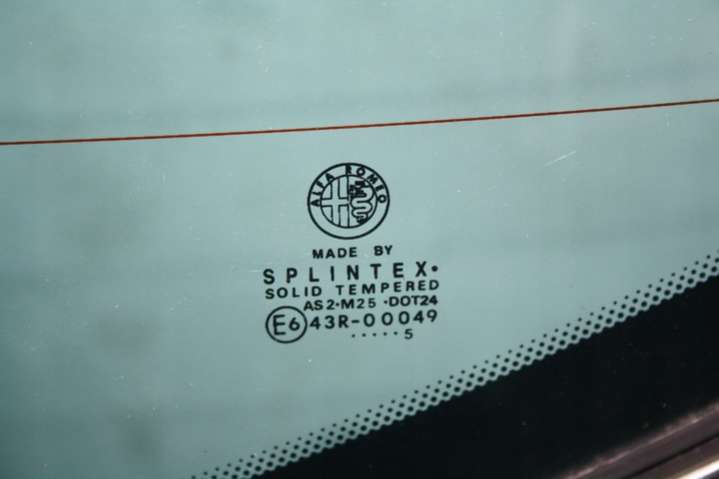 ALFA ROMEO
MADE BY
SPLINTEX•
SOLID TEMPERED
AS2•M25 •DOT24
E6 43R-00049
·····5